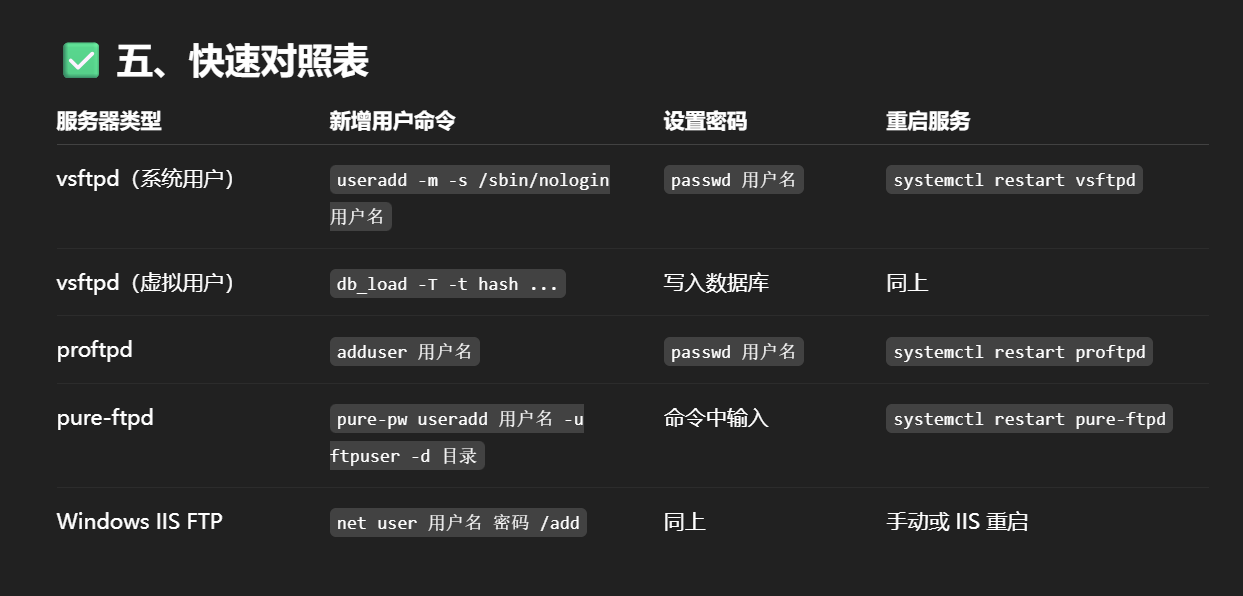 ✅ 五、快速对照表
服务器类型 新增用户命令 设置密码 重启服务
vsftpd（系统用户） useradd -m -s /sbin/nologin passwd 用户名 systemctl restart vsftpd
用户名
vsftpd（虚拟用户） db_load -T -t hash ... 写入数据库 同上
proftpd adduser 用户名 passwd 用户名 systemctl restart proftpd
pure-ftpd pure-pw useradd 用户名 -u 命令中输入 systemctl restart pure-ftpd
ftpuser -d 目录
Windows IIS FTP net user 用户名 密码 /add 同上 手动或 IIS 重启